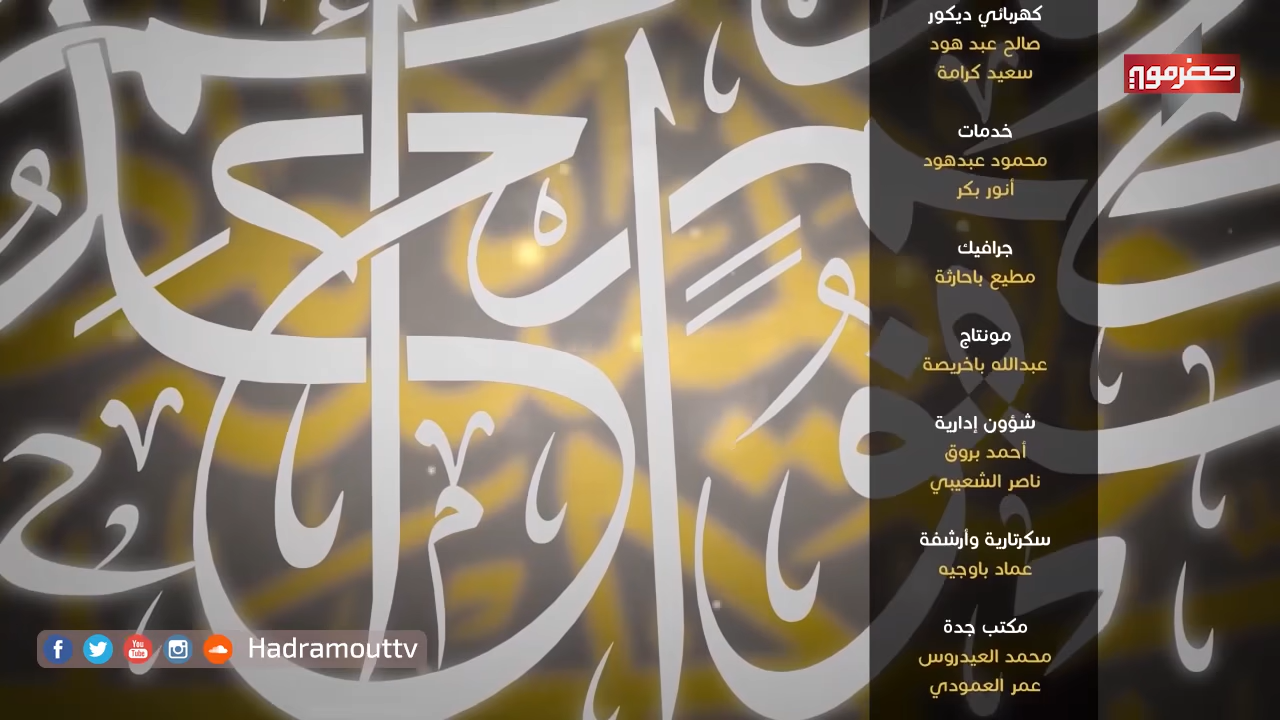 كهربائي ديكور
صالح عبد هود
سعيد كرامة
خدمات
محمود عبدهود
أنور بكر
جرافيك
مطيع باحارثة
مونتاج
عبدالله باخريصة
شؤون إدارية
أحمد بروق
ناصر الشعيبي
سكرتارية وأرشفة
عماد باوجيه
مكتب جدة
محمد العيدروس
عمر العمودي
حضرموت
Hadramouttv